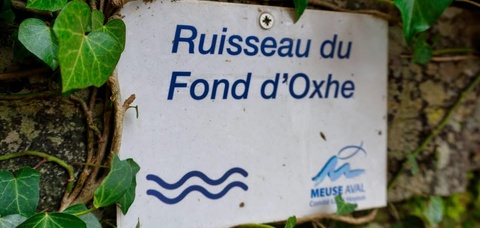 Ruisseau du
Fond d'Oxhe
MEUSE AVAL